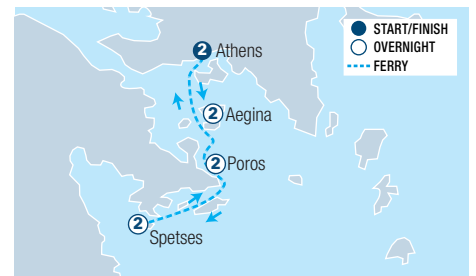 START/FINISH
OVERNIGHT
FERRY
2 Athens
2 Aegina
2 Poros
2
Spetses